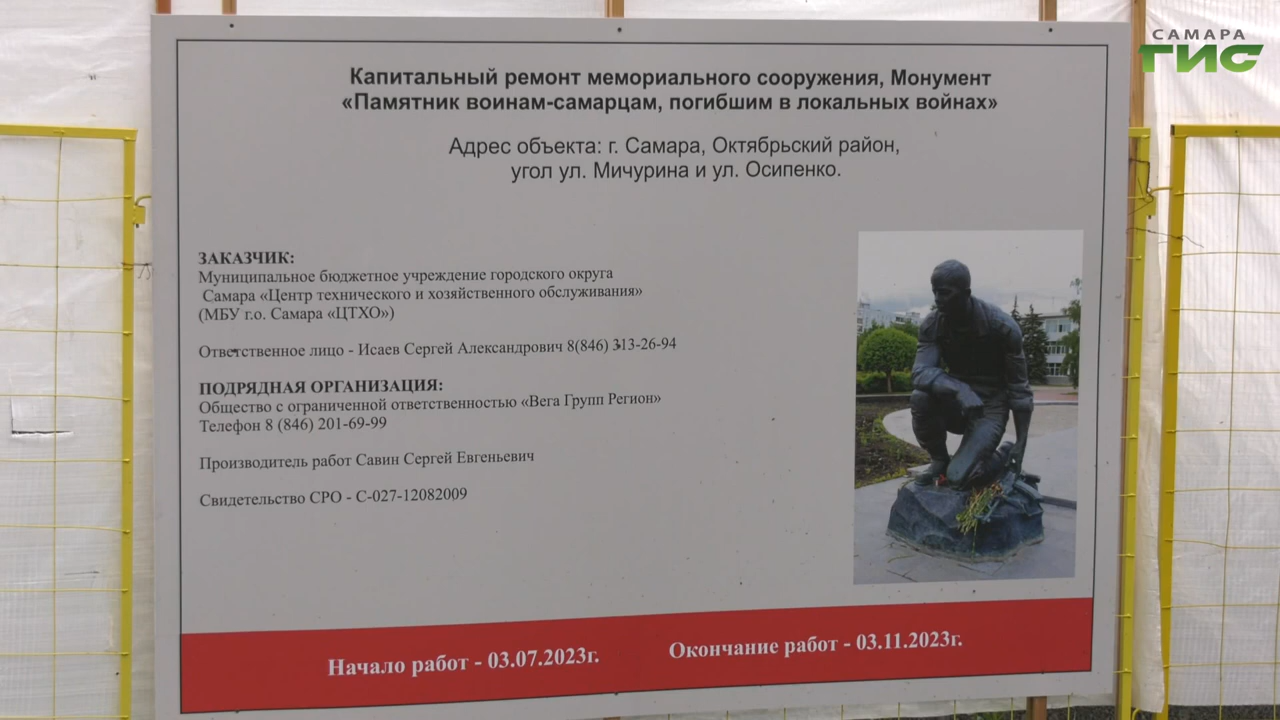 САМАРА
ГИС
Капитальный ремонт мемориального сооружения, Монумент
«Памятник воинам-самарцам, погибшим в локальных войнах»
Адрес объекта: г. Самара, Октябрьский район,
угол ул. Мичурина и ул. Осипенко.
ЗАКАЗЧИК:
Муниципальное бюджетное учреждение городского округа
Самара «Центр технического и хозяйственного обслуживания»
(МБУ г.о. Самара «ЦТХО»)
Ответственное лицо - Исаев Сергей Александрович 8(846) 313-26-94
ПОДРЯДНАЯ ОРГАНИЗАЦИЯ:
Общество с ограниченной ответственностью «Вега Групп Регион»
Телефон 8 (846) 201-69-99
Производитель работ Савин Сергей Евгеньевич
Свидетельство СРО - С-027-12082009
Начало работ - 03.07.2023г.
Окончание работ - 03.11.2023г.